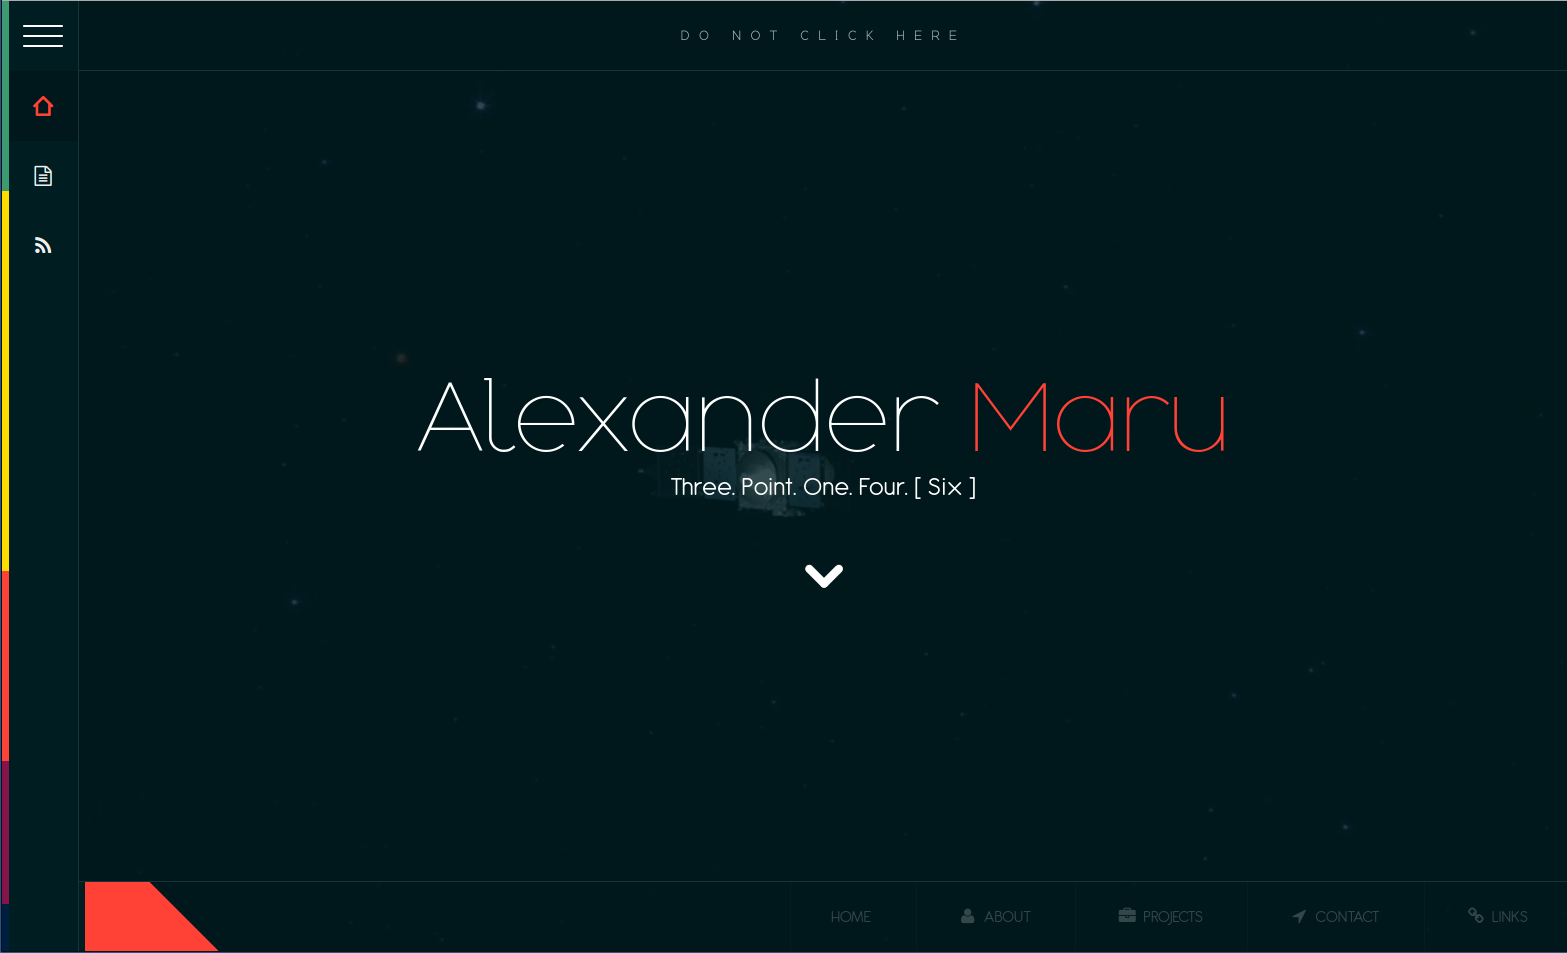 DO NOT CLICK HERE
Alexander Maru
Three. Point. One. Four. [ Six ]
HOME
ABOUT
PROJECTS
CONTACT
LINKS